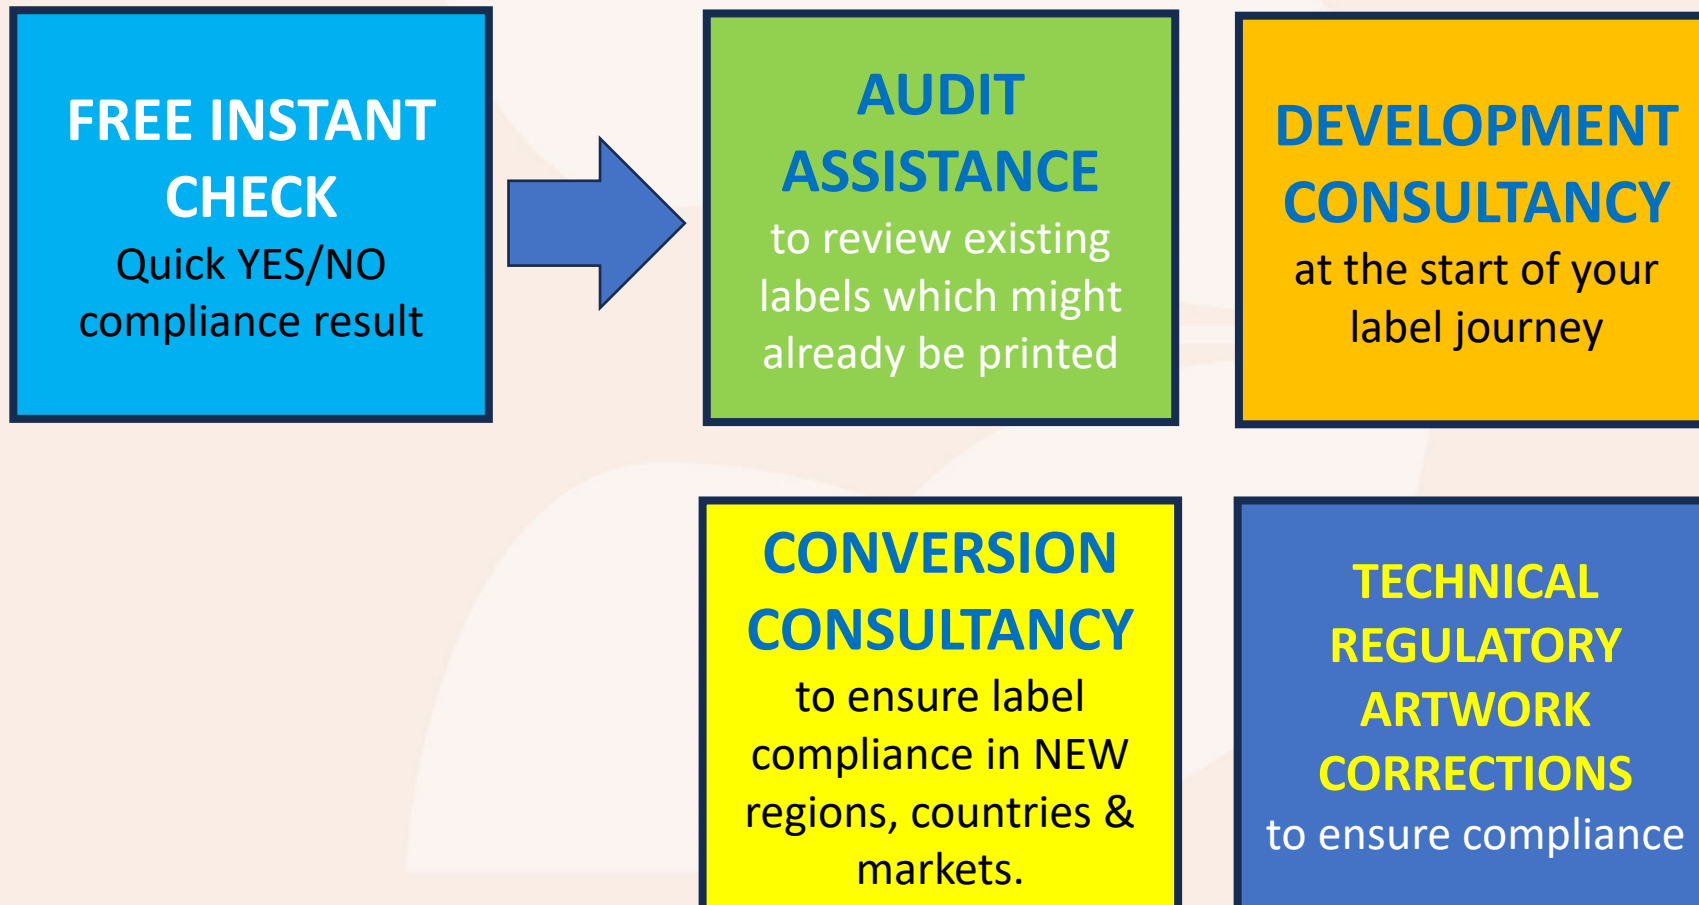 FREE INSTANT
CHECK
Quick YES/NO
compliance result
AUDIT
ASSISTANCE
to review existing
labels which might
already be printed
DEVELOPMENT
CONSULTANCY
at the start of your
label journey
CONVERSION
CONSULTANCY
to ensure label
compliance in NEW
regions, countries &
markets.
TECHNICAL
REGULATORY
ARTWORK
CORRECTIONS
to ensure compliance